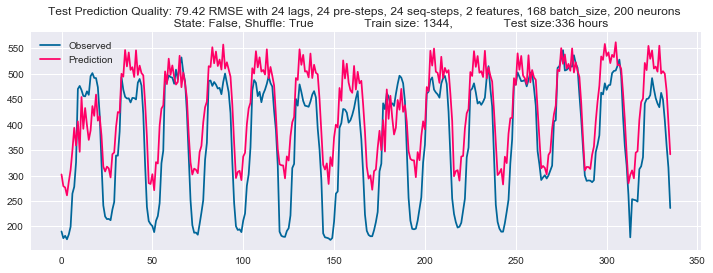 Test Prediction Quality: 79.42 RMSE with 24 lags, 24 pre-steps, 24 seq-steps, 2 features, 168 batch_size, 200 neurons
State: False, Shuffle: True Train size: 1344, Test size:336 hours
Observed
Prediction
550
500
450
400
350
300
250
200
0 50 100 150 200 250 300 350